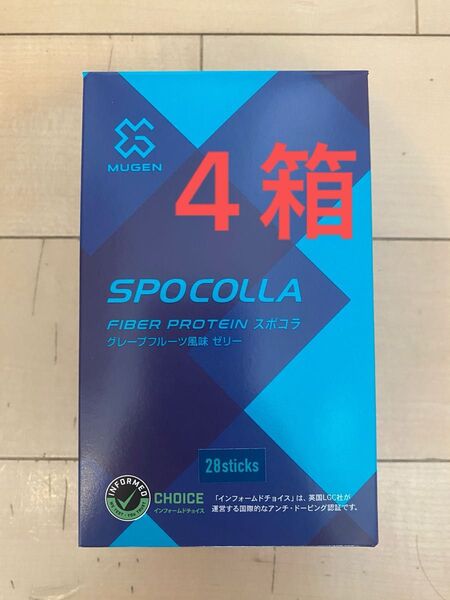 MUGEN
4箱
SPOCOLLA
FIBER PROTEIN スポコラ
グレープフルーツ風味 ゼリー
28sticks
INFORMED
WE TEST • YOU TRUST
CHOICE
インフォームドチョイス
「インフォームドチョイス」は、英国LGC社が
運営する国際的なアンチ・ドーピング認証です。